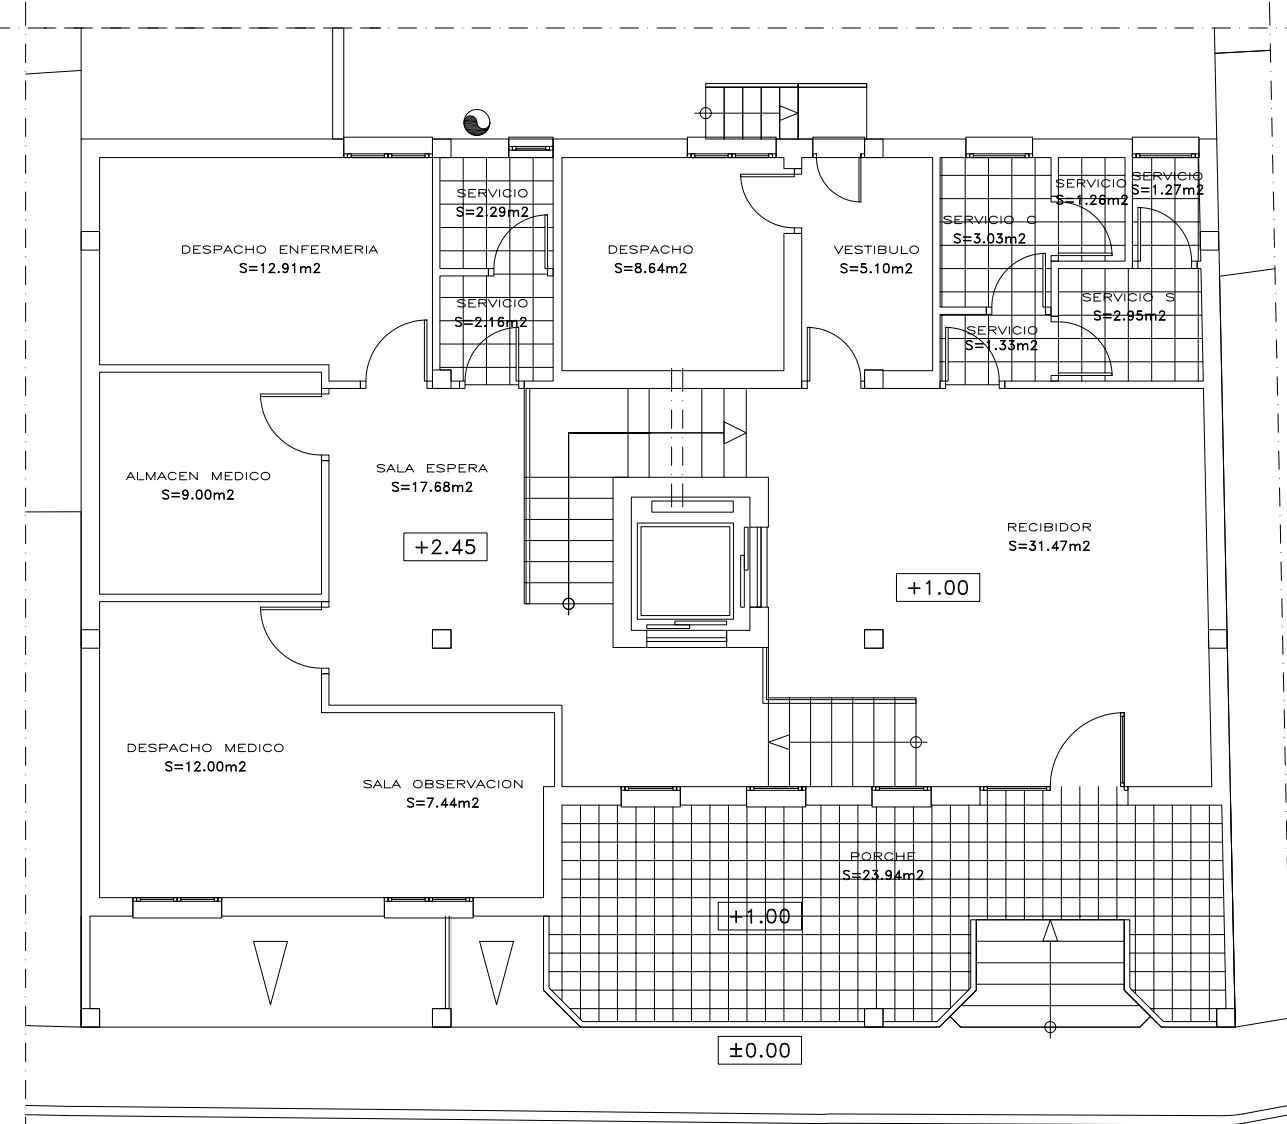 SERVICIO
S=2.29m2
SERVICIO
S=1.26m2
SERVICIO
S=1.27m2
DESPACHO ENFERMERIA
S=12.91m2
DESPACHO
S=8.64m2
VESTIBULO
S=5.10m2
SERVICIO C
S=3.03m2
SERVICIO
S=2.16m2
SERVICIO S
S=2.95m2
SERVICIO
S=1.33m2
ALMACEN MEDICO
S=9.00m2
SALA ESPERA
S=17.68m2
+2.45
RECIBIDOR
S=31.47m2
+1.00
DESPACHO MEDICO
S=12.00m2
SALA OBSERVACION
S=7.44m2
PORCHE
S=23.94m2
+1.00
±0.00